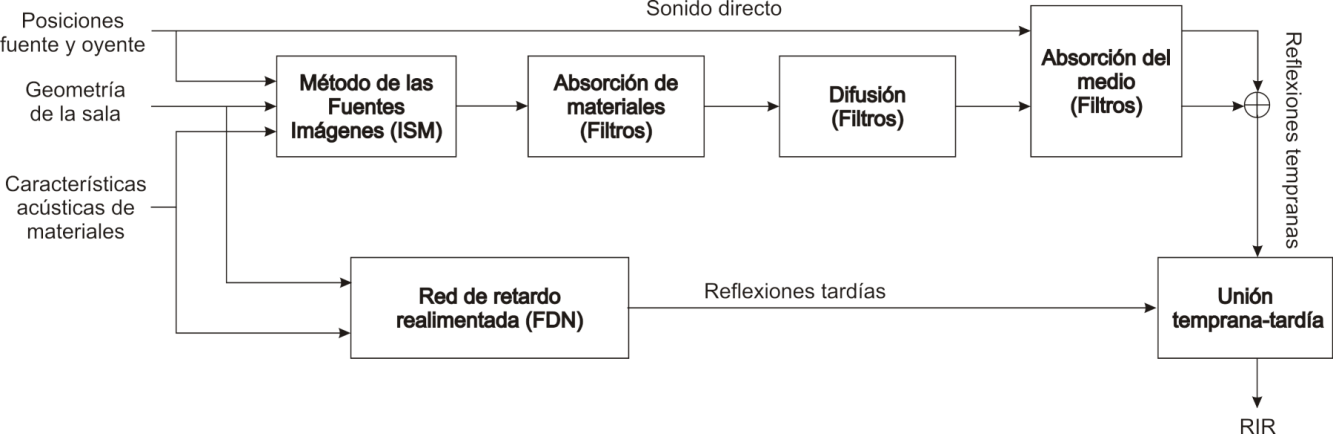 Sonido directo
Posiciones
fuente y oyente
Geometría
de la sala
Características
acústicas de
materiales
Método de las
Fuentes
Imágenes (ISM)
Absorción de
materiales
(Filtros)
Difusión
(Filtros)
Absorción del
medio
(Filtros)
Reflexiones tempranas
Red de retardo
realimentada (FDN)
Reflexiones tardías
Unión
temprana-tardía
RIR